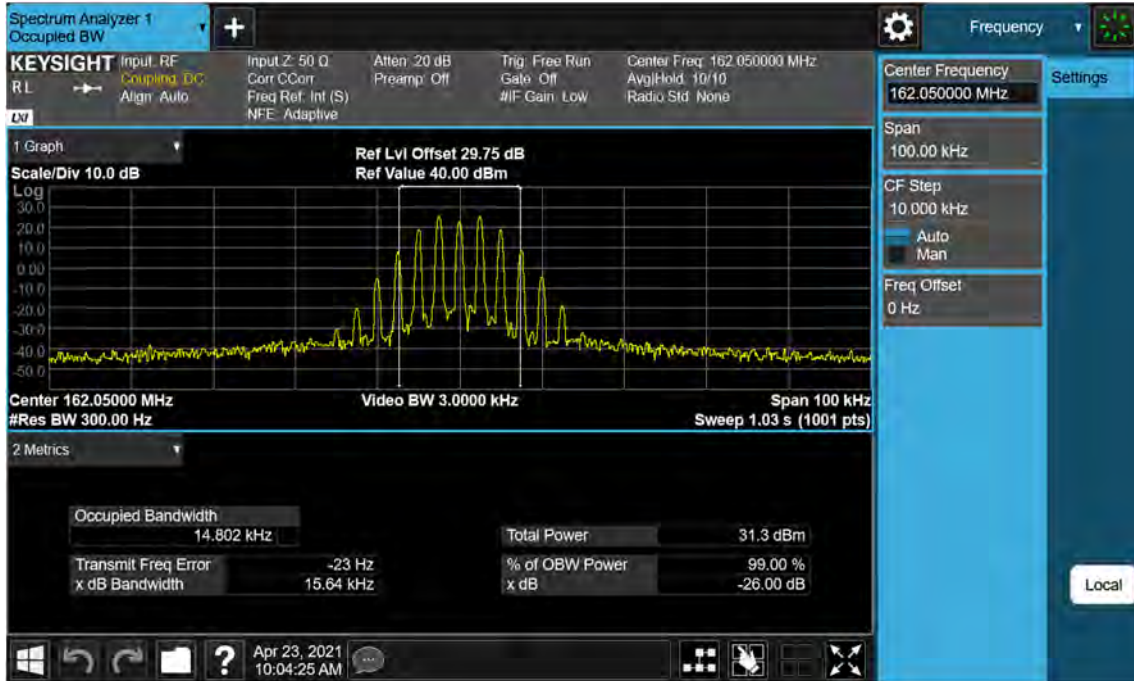 Spectrum Analyzer 1
Occupied BW
+
Frequency
KEYSIGHT
RL
LXI
Input: RF
Coupling: DC
Align: Auto
Input Z: 50 Ω
Corr CCorr
Freq Ref: Int (S)
NFE: Adaptive
Atten: 20 dB
Preamp: Off
Trig: Free Run
Gate: Off
#IF Gain: Low
Center Freq: 162.050000 MHz
Avg|Hold: 10/10
Radio Std: None
Center Frequency
162.050000 MHz
Settings
Span
100.00 kHz
CF Step
10.000 kHz
Auto
Man
Freq Offset
0 Hz
Local
1 Graph
Scale/Div 10.0 dB
Ref Lvl Offset 29.75 dB
Ref Value 40.00 dBm
Log
30.0
20.0
10.0
0.00
-10.0
-20.0
-30.0
-40.0
-50.0
Center 162.05000 MHz
#Res BW 300.00 Hz
Video BW 3.0000 kHz
Span 100 kHz
Sweep 1.03 s (1001 pts)
2 Metrics
Occupied Bandwidth
14.802 kHz
Total Power 31.3 dBm
Transmit Freq Error -23 Hz
% of OBW Power 99.00 %
x dB Bandwidth 15.64 kHz
x dB -26.00 dB
?
Apr 23, 2021
10:04:25 AM